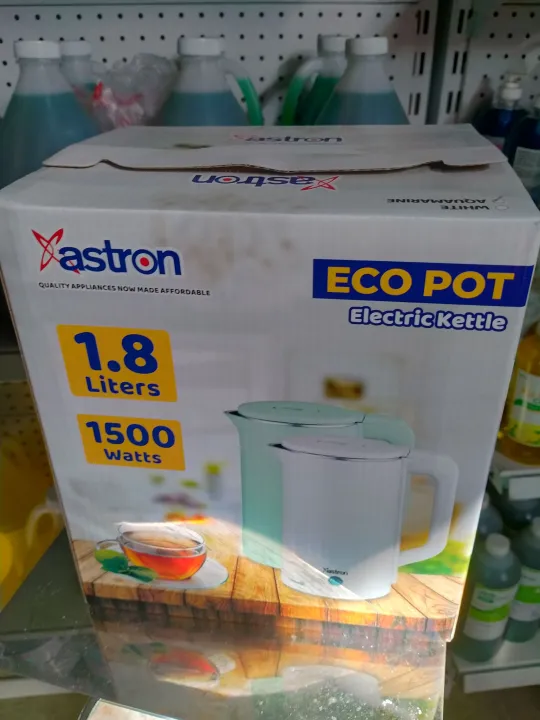 astron
astron
WHITE
AQUAMARINE
astron
QUALITY APPLIANCES NOW MADE AFFORDABLE
ECO POT
Electric Kettle
1.8
Liters
1500
Watts
astron